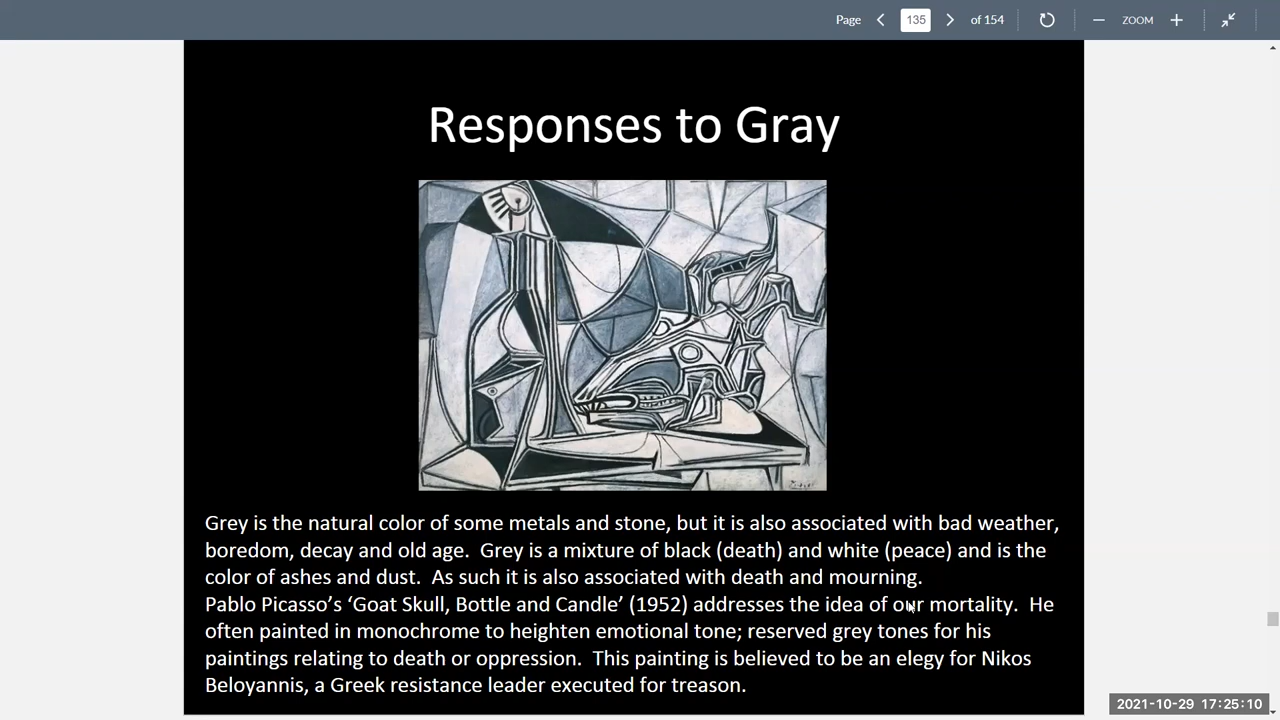 Page 135 of 154 ZOOM
Responses to Gray
Grey is the natural color of some metals and stone, but it is also associated with bad weather,
boredom, decay and old age.  Grey is a mixture of black (death) and white (peace) and is the
color of ashes and dust.  As such it is also associated with death and mourning.
Pablo Picasso’s ‘Goat Skull, Bottle and Candle’ (1952) addresses the idea of our mortality.  He
often painted in monochrome to heighten emotional tone; reserved grey tones for his
paintings relating to death or oppression.  This painting is believed to be an elegy for Nikos
Beloyannis, a Greek resistance leader executed for treason.
2021-10-29 17:25:10